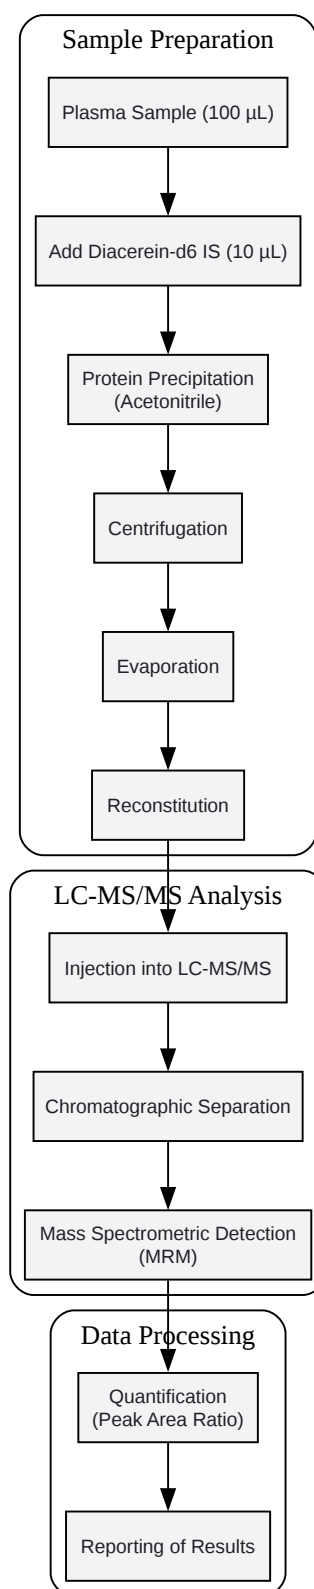 Sample Preparation
Plasma Sample (100 µL)
Add Diacerein-d6 IS (10 µL)
Protein Precipitation
(Acetonitrile)
Centrifugation
Evaporation
Reconstitution
LC-MS/MS Analysis
Injection into LC-MS/MS
Chromatographic Separation
Mass Spectrometric Detection
(MRM)
Data Processing
Quantification
(Peak Area Ratio)
Reporting of Results